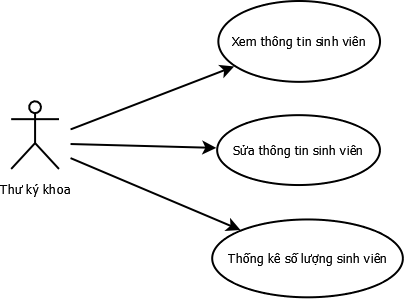 Xem thông tin sinh viên
Sửa thông tin sinh viên
Thư ký khoa
Thống kê số lượng sinh viên